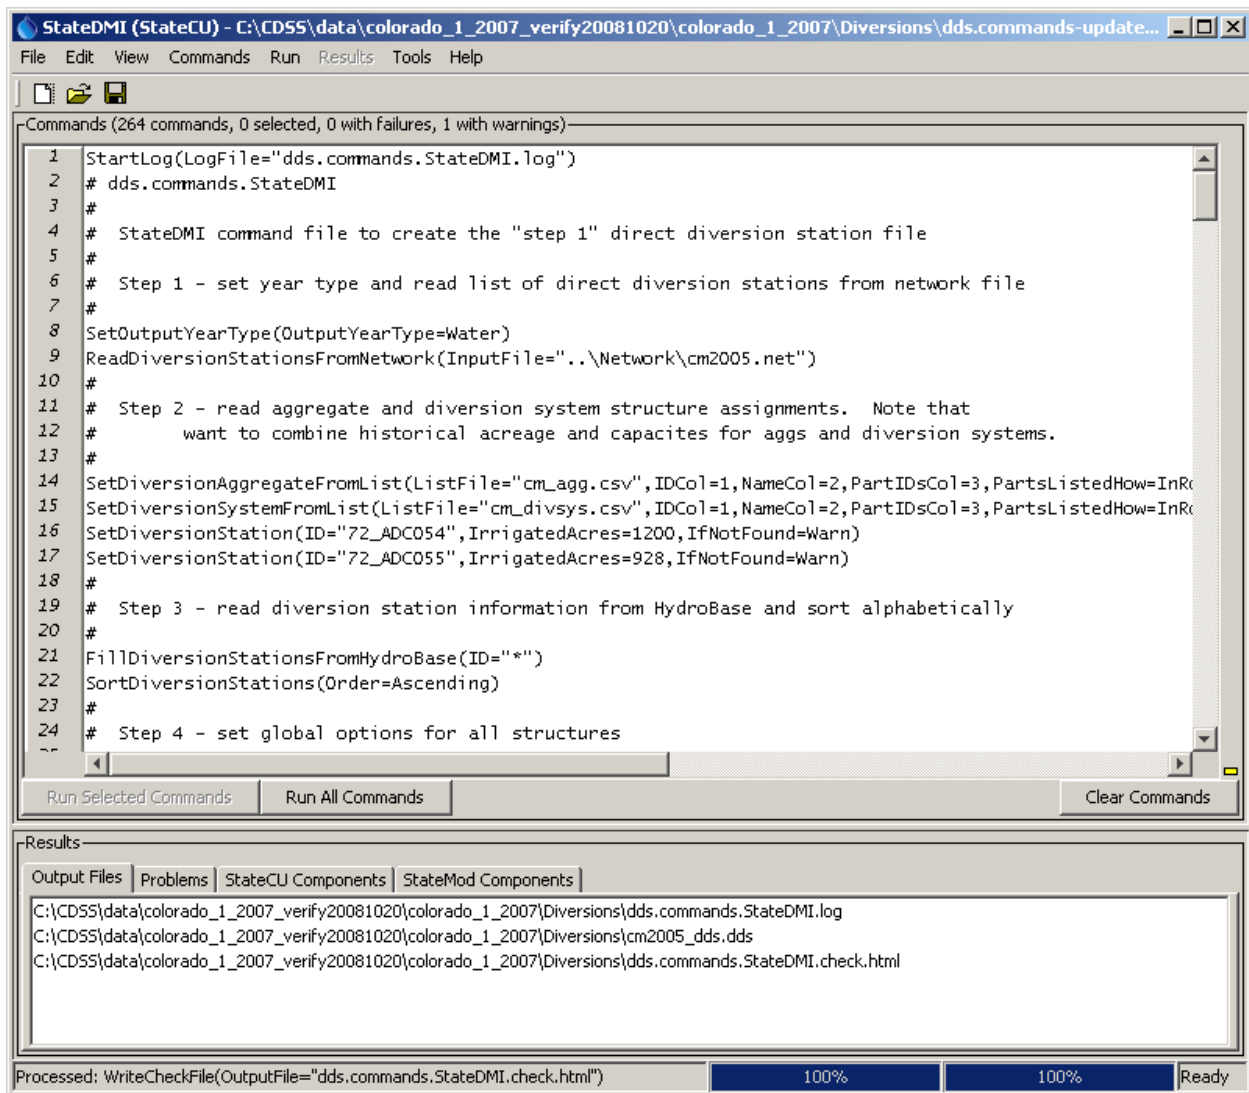 StateDMI (StateCU) - C:\CDSS\data\colorado_1_2007_verify20081020\colorado_1_2007\Diversions\dds.commands-update...
File Edit View Commands Run Results Tools Help
Commands (264 commands, 0 selected, 0 with failures, 1 with warnings)
1 StartLog(LogFile="dds.commands.StateDMI.log")
2 # dds.commands.StateDMI
3 #
4 # StateDMI command file to create the "step 1" direct diversion station file
5 #
6 # Step 1 - set year type and read list of direct diversion stations from network file
7 #
8 SetOutputYearType(OutputYearType=Water)
9 ReadDiversionStationsFromNetwork(InputFile="..\Network\cm2005.net")
10 #
11 # Step 2 - read aggregate and diversion system structure assignments. Note that
12 # want to combine historical acreage and capacites for aggs and diversion systems.
13 #
14 SetDiversionAggregateFromList(ListFile="cm_agg.csv",IDCol=1,NameCol=2,PartIDsCol=3,PartsListedHow=InRo
15 SetDiversionSystemFromList(ListFile="cm_divsys.csv",IDCol=1,NameCol=2,PartIDsCol=3,PartsListedHow=InRo
16 SetDiversionStation(ID="72_ADC054",IrrigatedAcres=1200,IfNotFound=Warn)
17 SetDiversionStation(ID="72_ADC055",IrrigatedAcres=928,IfNotFound=Warn)
18 #
19 # Step 3 - read diversion station information from HydroBase and sort alphabetically
20 #
21 FillDiversionStationsFromHydroBase(ID="*")
22 SortDiversionStations(Order=Ascending)
23 #
24 # Step 4 - set global options for all structures
Run Selected Commands Run All Commands Clear Commands
Results
Output Files Problems StateCU Components StateMod Components
C:\CDSS\data\colorado_1_2007_verify20081020\colorado_1_2007\Diversions\dds.commands.StateDMI.log
C:\CDSS\data\colorado_1_2007_verify20081020\colorado_1_2007\Diversions\cm2005_dds.dds
C:\CDSS\data\colorado_1_2007_verify20081020\colorado_1_2007\Diversions\dds.commands.StateDMI.check.html
Processed: WriteCheckFile(OutputFile="dds.commands.StateDMI.check.html") 100% 100% Ready